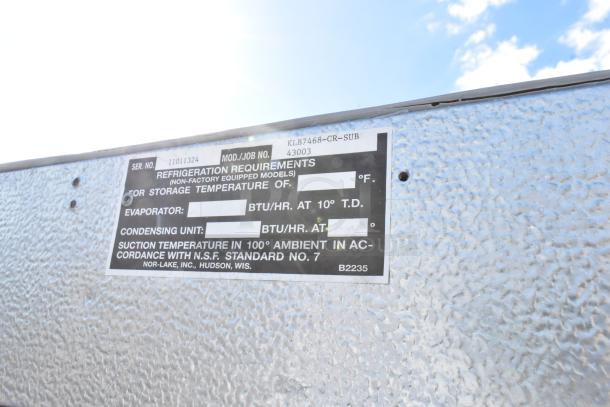 SER. NO. 11011324 MOD./JOB NO. KLB7468-CR-SUB
43003
REFRIGERATION REQUIREMENTS
(NON-FACTORY EQUIPPED MODELS)
FOR STORAGE TEMPERATURE OF- °F.
EVAPORATOR: BTU/HR. AT 10° T.D.
CONDENSING UNIT: BTU/HR. AT- °
SUCTION TEMPERATURE IN 100° AMBIENT IN AC-
CORDANCE WITH N.S.F. STANDARD NO. 7
NOR-LAKE, INC., HUDSON, WIS. B2235